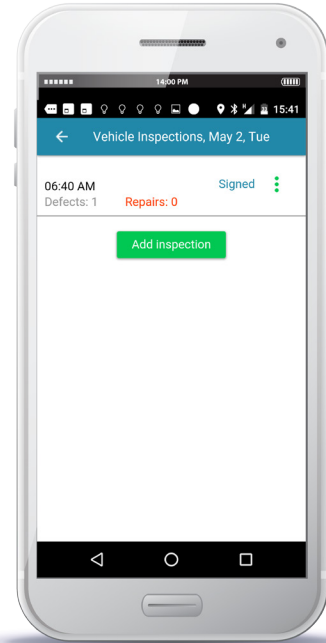 14:00 PM
15:41
Vehicle Inspections, May 2, Tue
06:40 AM Signed
Defects: 1 Repairs: 0
Add inspection